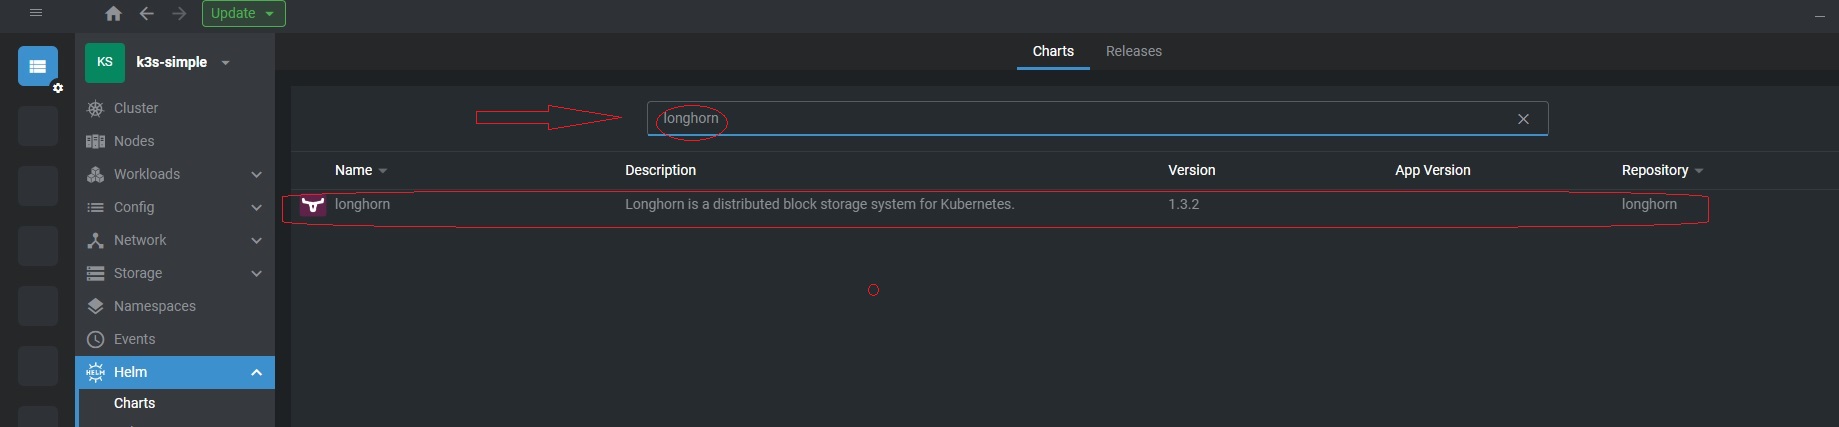 Update
KS
k3s-simple
Charts
Releases
Cluster
Nodes
Workloads
Config
Network
Storage
Namespaces
Events
HELM
Helm
Charts
longhorn
Name
Description
Version
App Version
Repository
longhorn
Longhorn is a distributed block storage system for Kubernetes.
1.3.2
longhorn